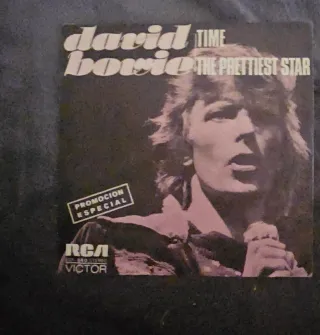 david
bowie
TIME
THE PRETTIEST STAR
PROMOCION
ESPECIAL
RCA
VICTOR